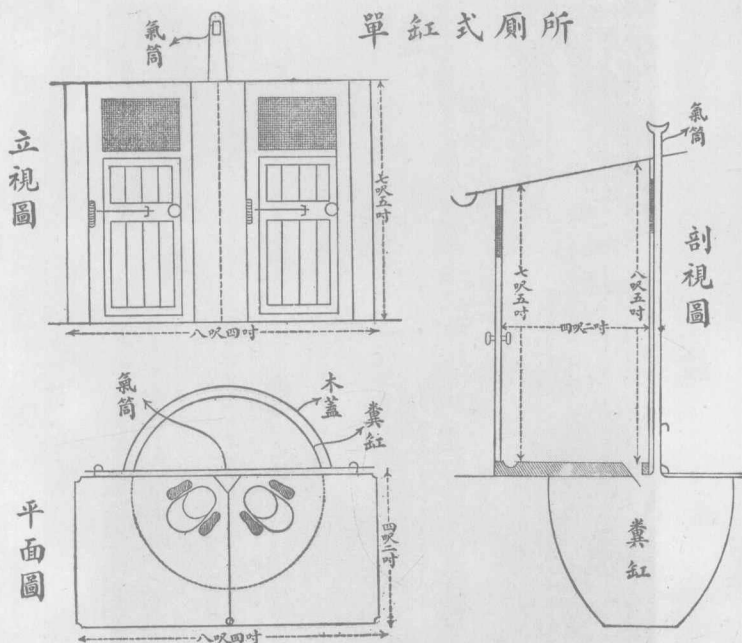 單缸式厠所
氣筒
立視圖
七呎五吋
八呎四吋
氣筒
剖視圖
七呎五吋
八呎五吋
四呎二吋
糞缸
氣筒
木蓋
糞缸
平面圖
四呎二吋
八呎四吋